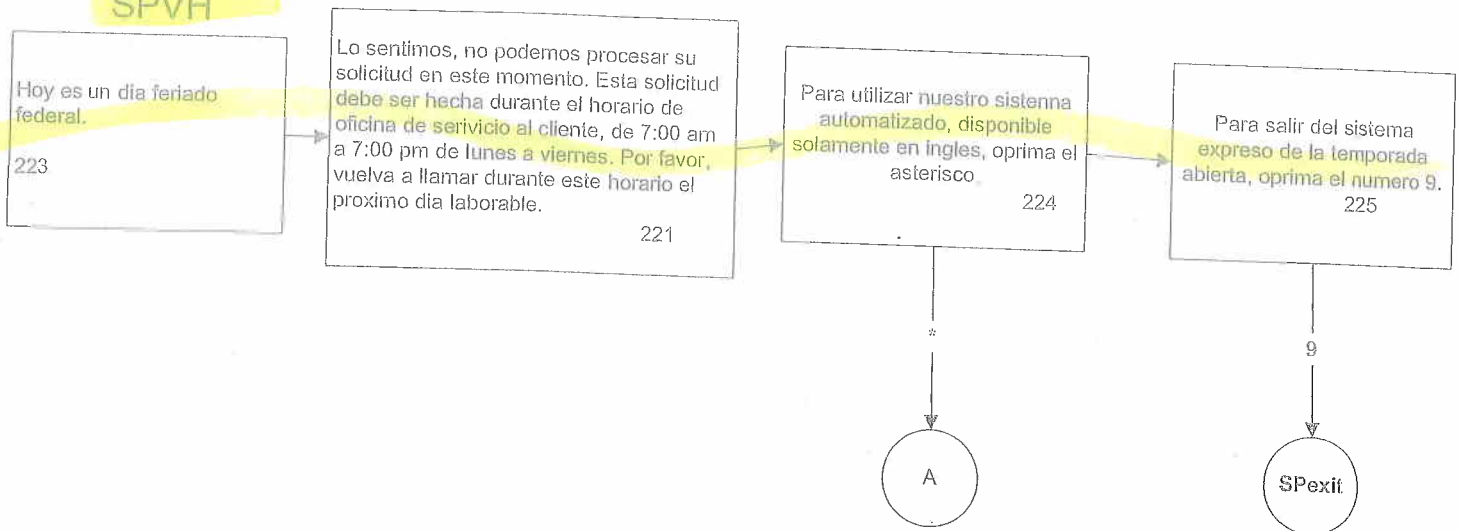 SPVH
Hoy es un dia feriado
federal.
223
Lo sentimos, no podemos procesar su
solicitud en este momento. Esta solicitud
debe ser hecha durante el horario de
oficina de serivicio al cliente, de 7:00 am
a 7:00 pm de lunes a viernes. Por favor,
vuelva a llamar durante este horario el
proximo dia laborable.
221
Para utilizar nuestro sistenna
automatizado, disponible
solamente en ingles, oprima el
asterisco
224
Para salir del sistema
expreso de la temporada
abierta, oprima el numero 9.
225
*
9
A
SPexit